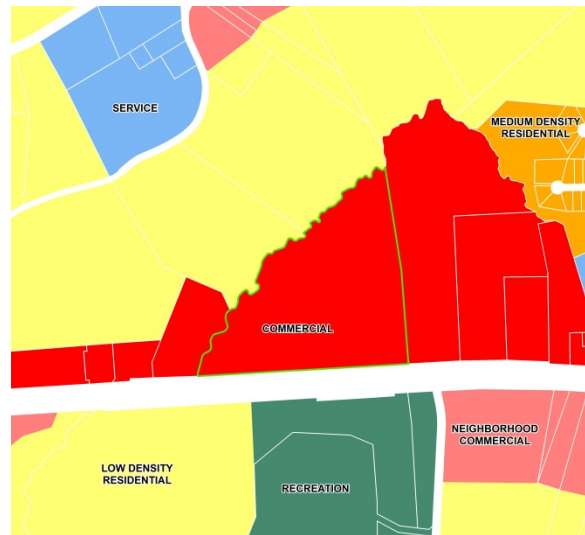 SERVICE
MEDIUM DENSITY
RESIDENTIAL
COMMERCIAL
NEIGHBORHOOD
COMMERCIAL
LOW DENSITY
RESIDENTIAL
RECREATION